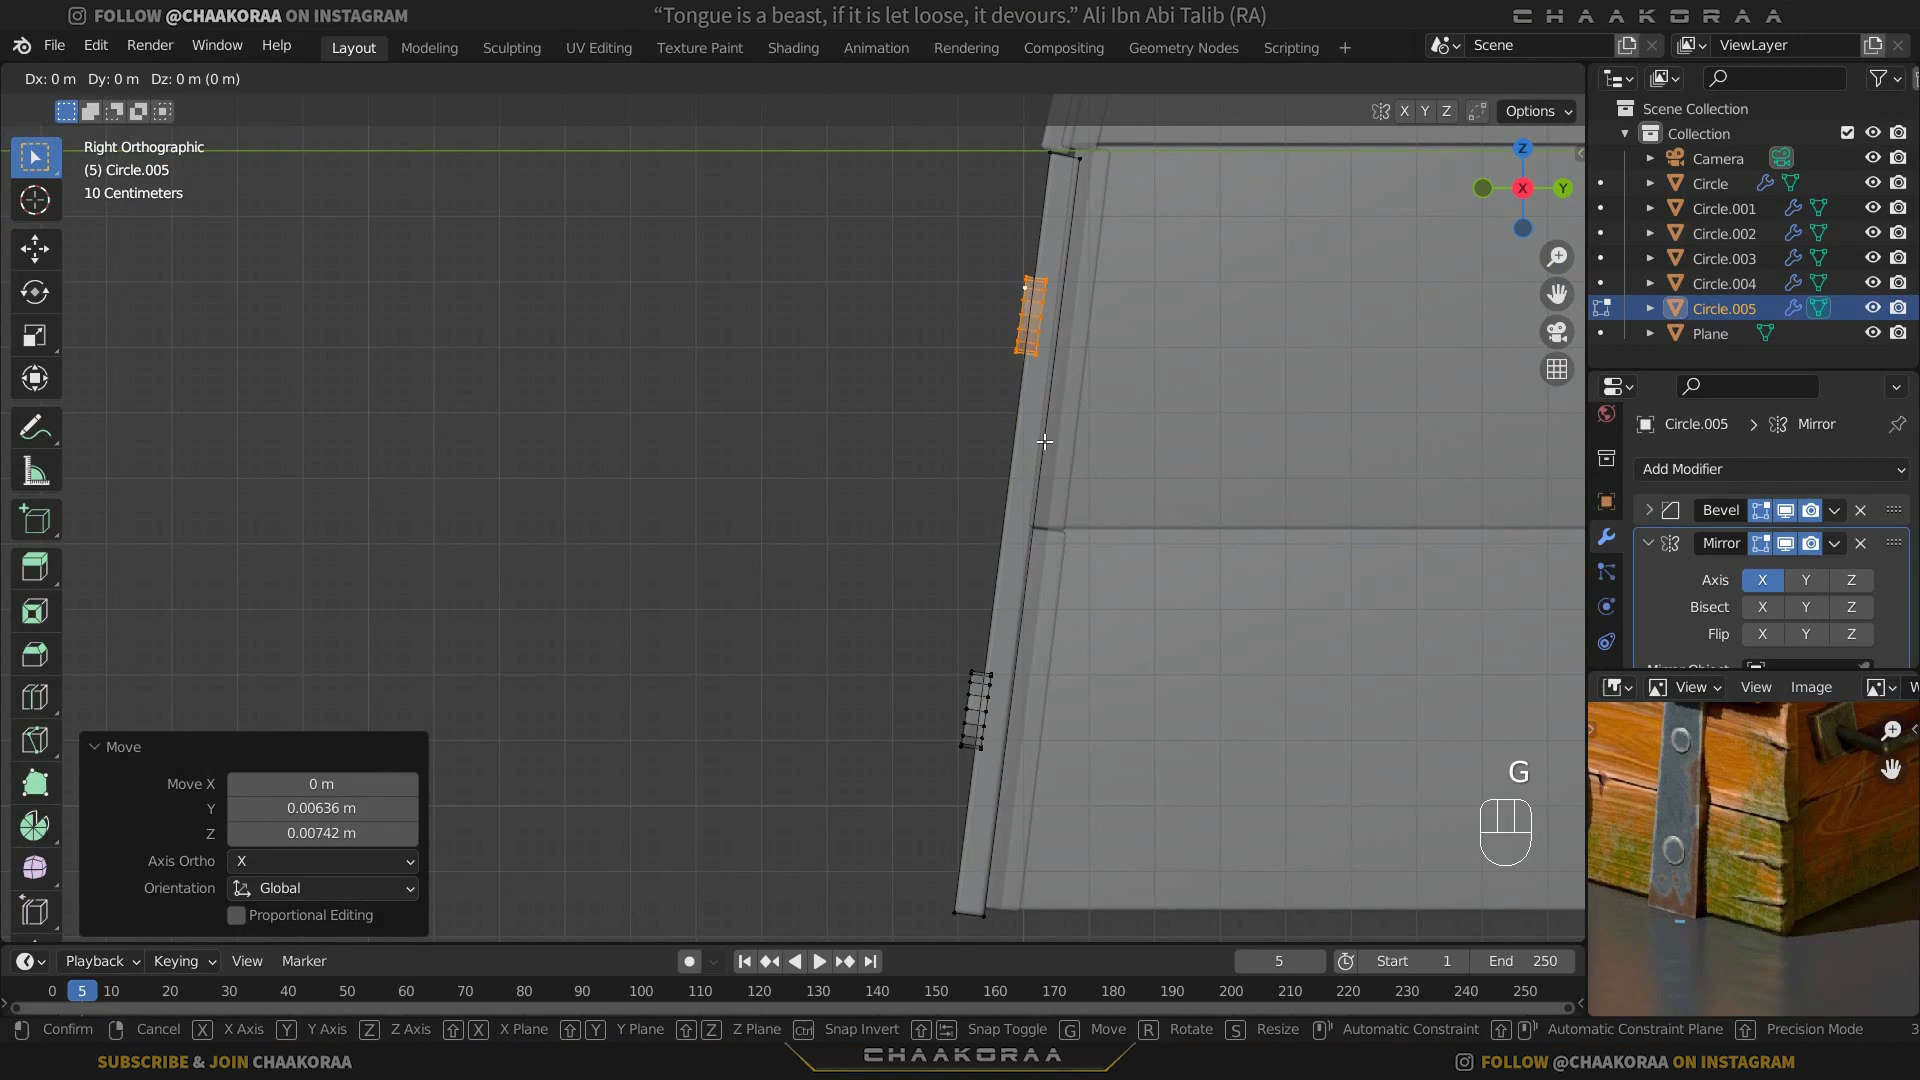 FOLLOW @CHAAKORAA ON INSTAGRAM
“Tongue is a beast, if it is let loose, it devours.” Ali Ibn Abi Talib (RA)
CHAAKORAA
File Edit Render Window Help
Layout Modeling Sculpting UV Editing Texture Paint Shading Animation Rendering Compositing Geometry Nodes Scripting +
Scene
ViewLayer
Dx: 0 m Dy: 0 m Dz: 0 m (0 m)
X Y Z Options
Right Orthographic
(5) Circle.005
10 Centimeters
Z
X
Y
Scene Collection
Collection
Camera
Circle
Circle.001
Circle.002
Circle.003
Circle.004
Circle.005
Plane
Circle.005 > Mirror
Add Modifier
Bevel
Mirror
Axis X Y Z
Bisect X Y Z
Flip X Y Z
View View Image
G
Move
Move X 0 m
Y 0.00636 m
Z 0.00742 m
Axis Ortho X
Orientation Global
Proportional Editing
Playback Keying View Marker
5 Start 1 End 250
0 5 10 20 30 40 50 60 70 80 90 100 110 120 130 140 150 160 170 180 190 200 210 220 230 240 250
Confirm Cancel X X Axis Y Y Axis Z Z Axis X X Plane Y Y Plane Z Z Plane Ctrl Snap Invert Snap Toggle G Move R Rotate S Resize Automatic Constraint Automatic Constraint Plane Precision Mode
SUBSCRIBE & JOIN CHAAKORAA
CHAAKORAA
FOLLOW @CHAAKORAA ON INSTAGRAM